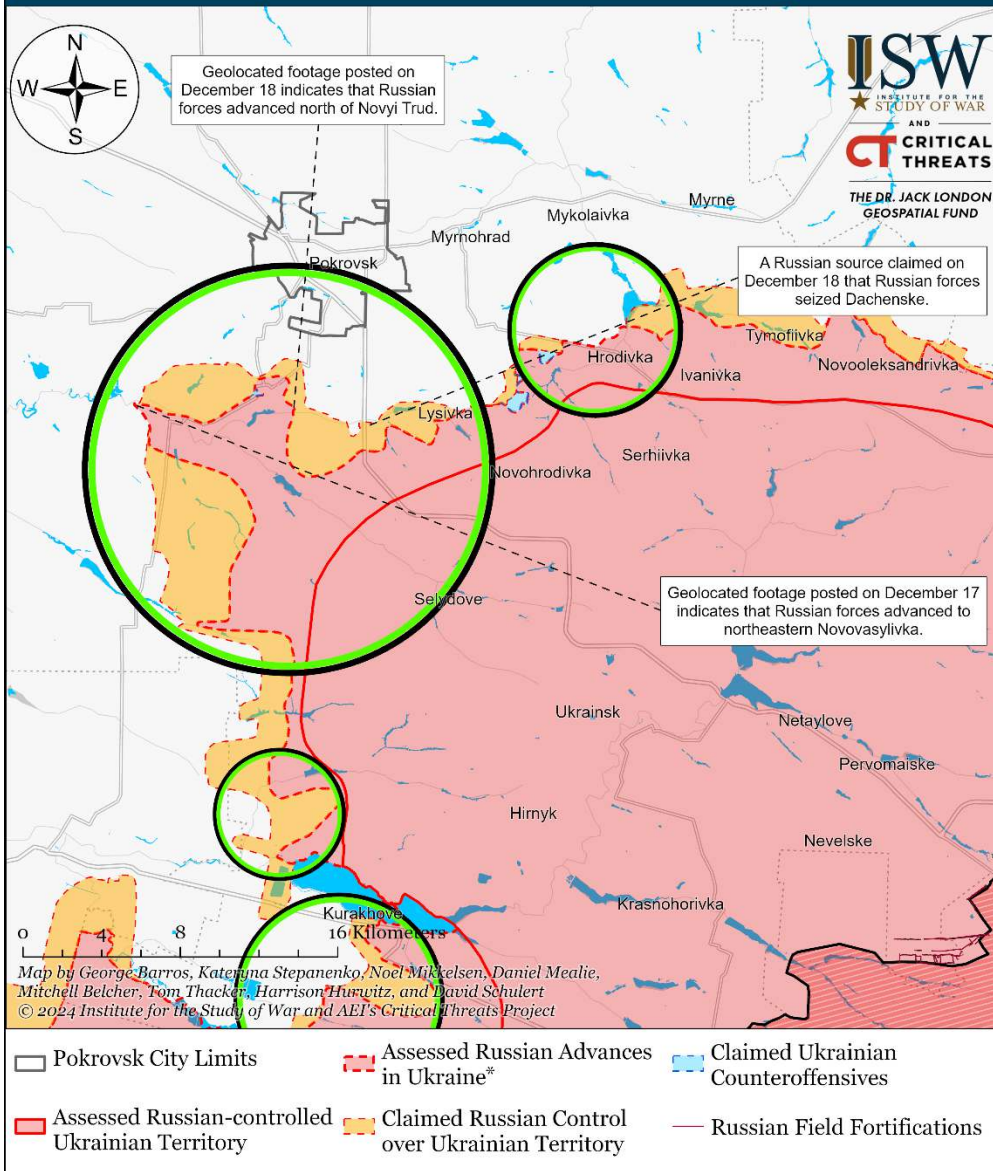 N
W E
S
Geolocated footage posted on
December 18 indicates that Russian
forces advanced north of Novyi Trud.
ISW
INSTITUTE FOR THE
STUDY OF WAR
AND
CT CRITICAL
THREATS
THE DR. JACK LONDON
GEOSPATIAL FUND
Myrne
Mykolaivka
Myrnohrad
Pokrovsk
A Russian source claimed on
December 18 that Russian forces
seized Dachenske.
Tymofiivka
Hrodivka
Novooleksandrivka
Ivanivka
Lysivka
Serhiivka
Novohrodivka
Geolocated footage posted on December 17
indicates that Russian forces advanced to
northeastern Novovasylivka.
Selydove
Ukrainsk
Netaylove
Pervomaiske
Hirnyk
Nevelske
Krasnohorivka
Kurakhove
0 4 8 16 Kilometers
Map by George Barros, Kateryna Stepanenko, Noel Mikkelsen, Daniel Mealie,
Mitchell Belcher, Tom Thacker, Harrison Hurwitz, and David Schulert
© 2024 Institute for the Study of War and AEI's Critical Threats Project
Pokrovsk City Limits
Assessed Russian Advances
in Ukraine*
Claimed Ukrainian
Counteroffensives
Assessed Russian-controlled
Ukrainian Territory
Claimed Russian Control
over Ukrainian Territory
Russian Field Fortifications